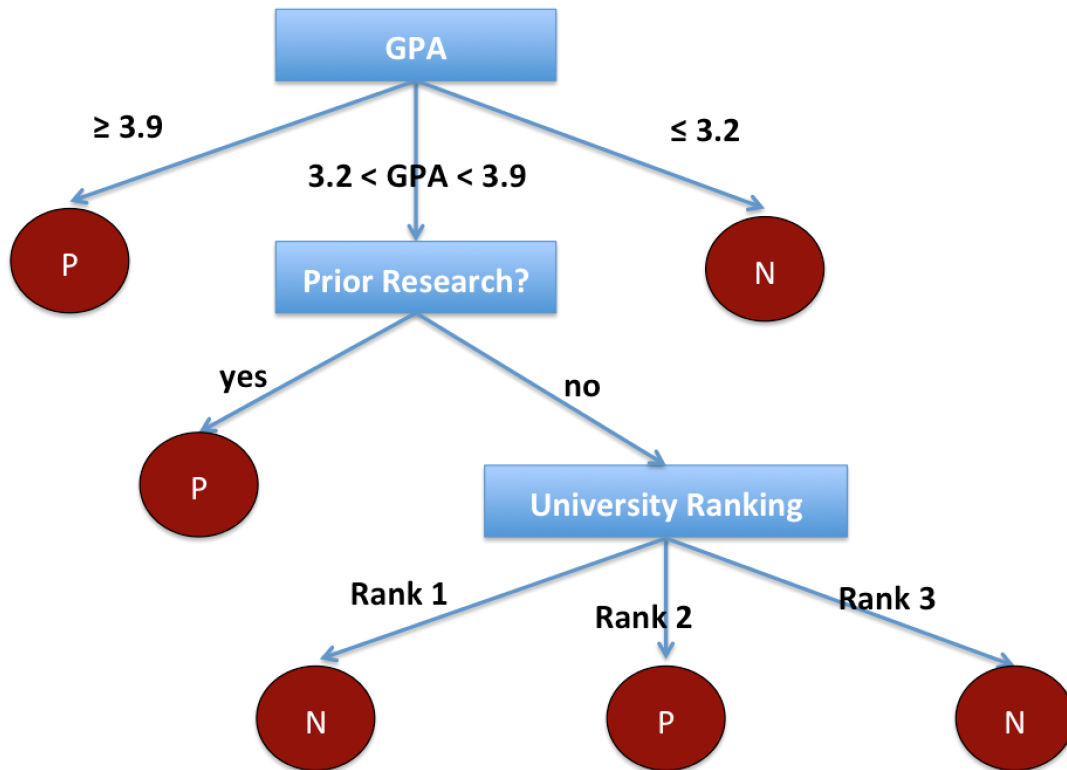 GPA
≥ 3.9
3.2 < GPA < 3.9
≤ 3.2
P
Prior Research?
N
yes
no
P
University Ranking
Rank 1
Rank 2
Rank 3
N
P
N